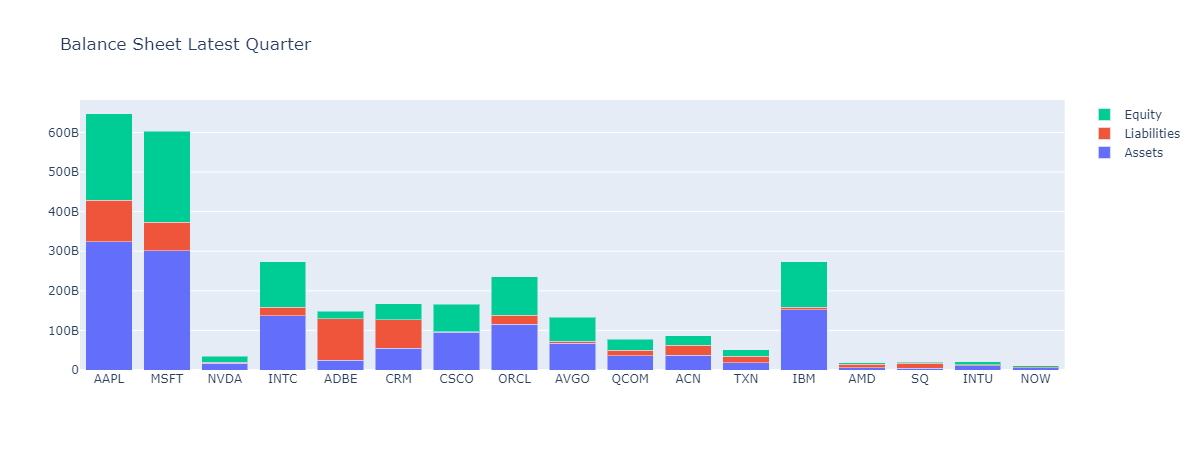 Balance Sheet Latest Quarter
Equity
Liabilities
Assets
600B
500B
400B
300B
200B
100B
0
AAPL MSFT NVDA INTC ADBE CRM CSCO ORCL AVGO QCOM ACN TXN IBM AMD SQ INTU NOW